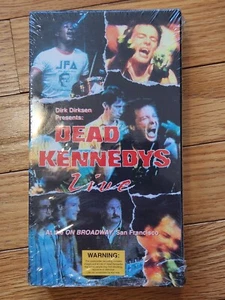 JFA
Dirk Dirksen
Presents:
DEAD
KENNEDYS
Live
At the ON BROADWAY, San Francisco
WARNING: